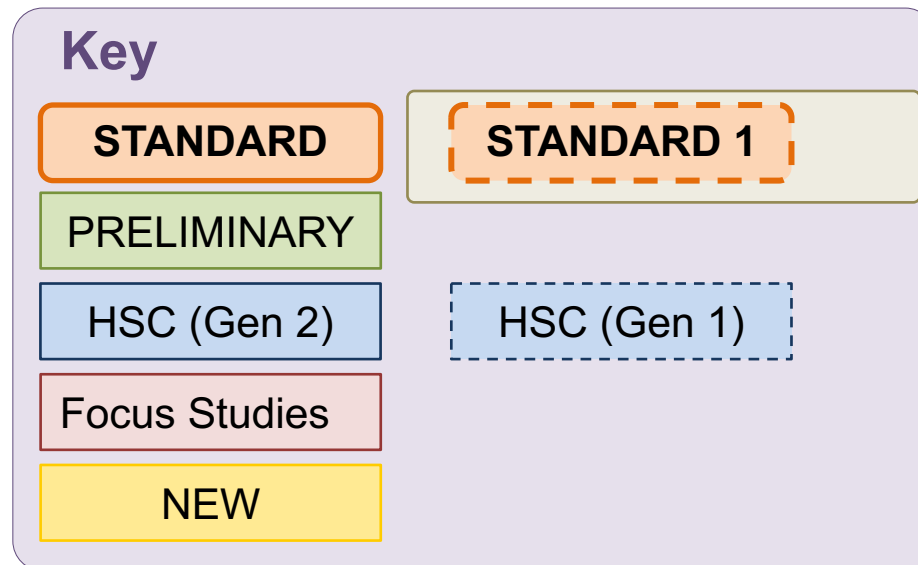 Key
STANDARD
STANDARD 1
PRELIMINARY
HSC (Gen 2)
HSC (Gen 1)
Focus Studies
NEW